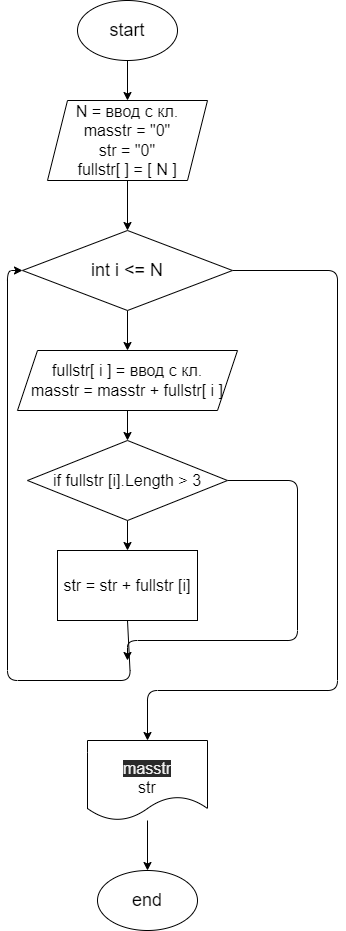 start
N = ввод с кл.
masstr = "0"
str = "0"
fullstr[ ] = [ N ]
int i <= N
fullstr[ i ] = ввод с кл.
masstr = masstr + fullstr[ i ]
if fullstr [i].Length > 3
str = str + fullstr [i]
masstr
str
end